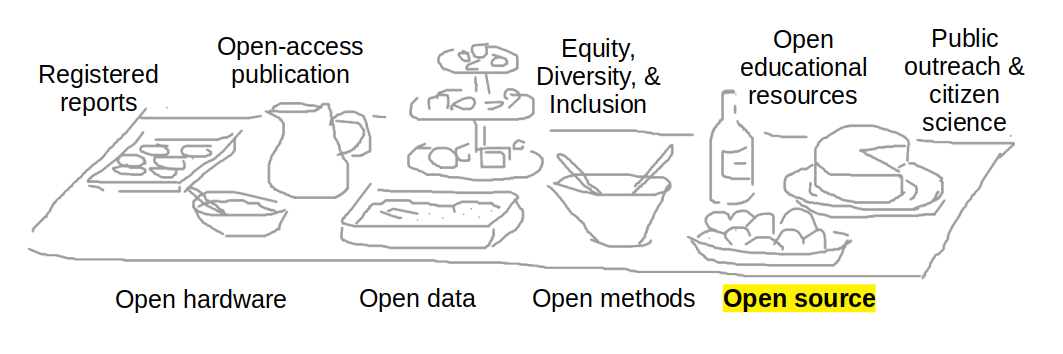 Registered
reports
Open-access
publication
Equity,
Diversity, &
Inclusion
Open
educational
resources
Public
outreach &
citizen
science
Open hardware
Open data
Open methods
Open source